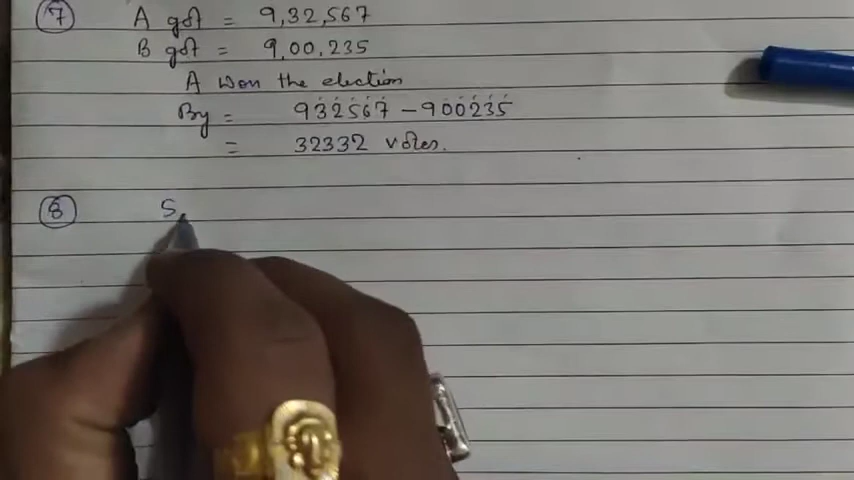 7 A got = 9,32,567
B got = 9,00,235
A won the election
By = 932567 - 900235
= 32332 votes.
8 S